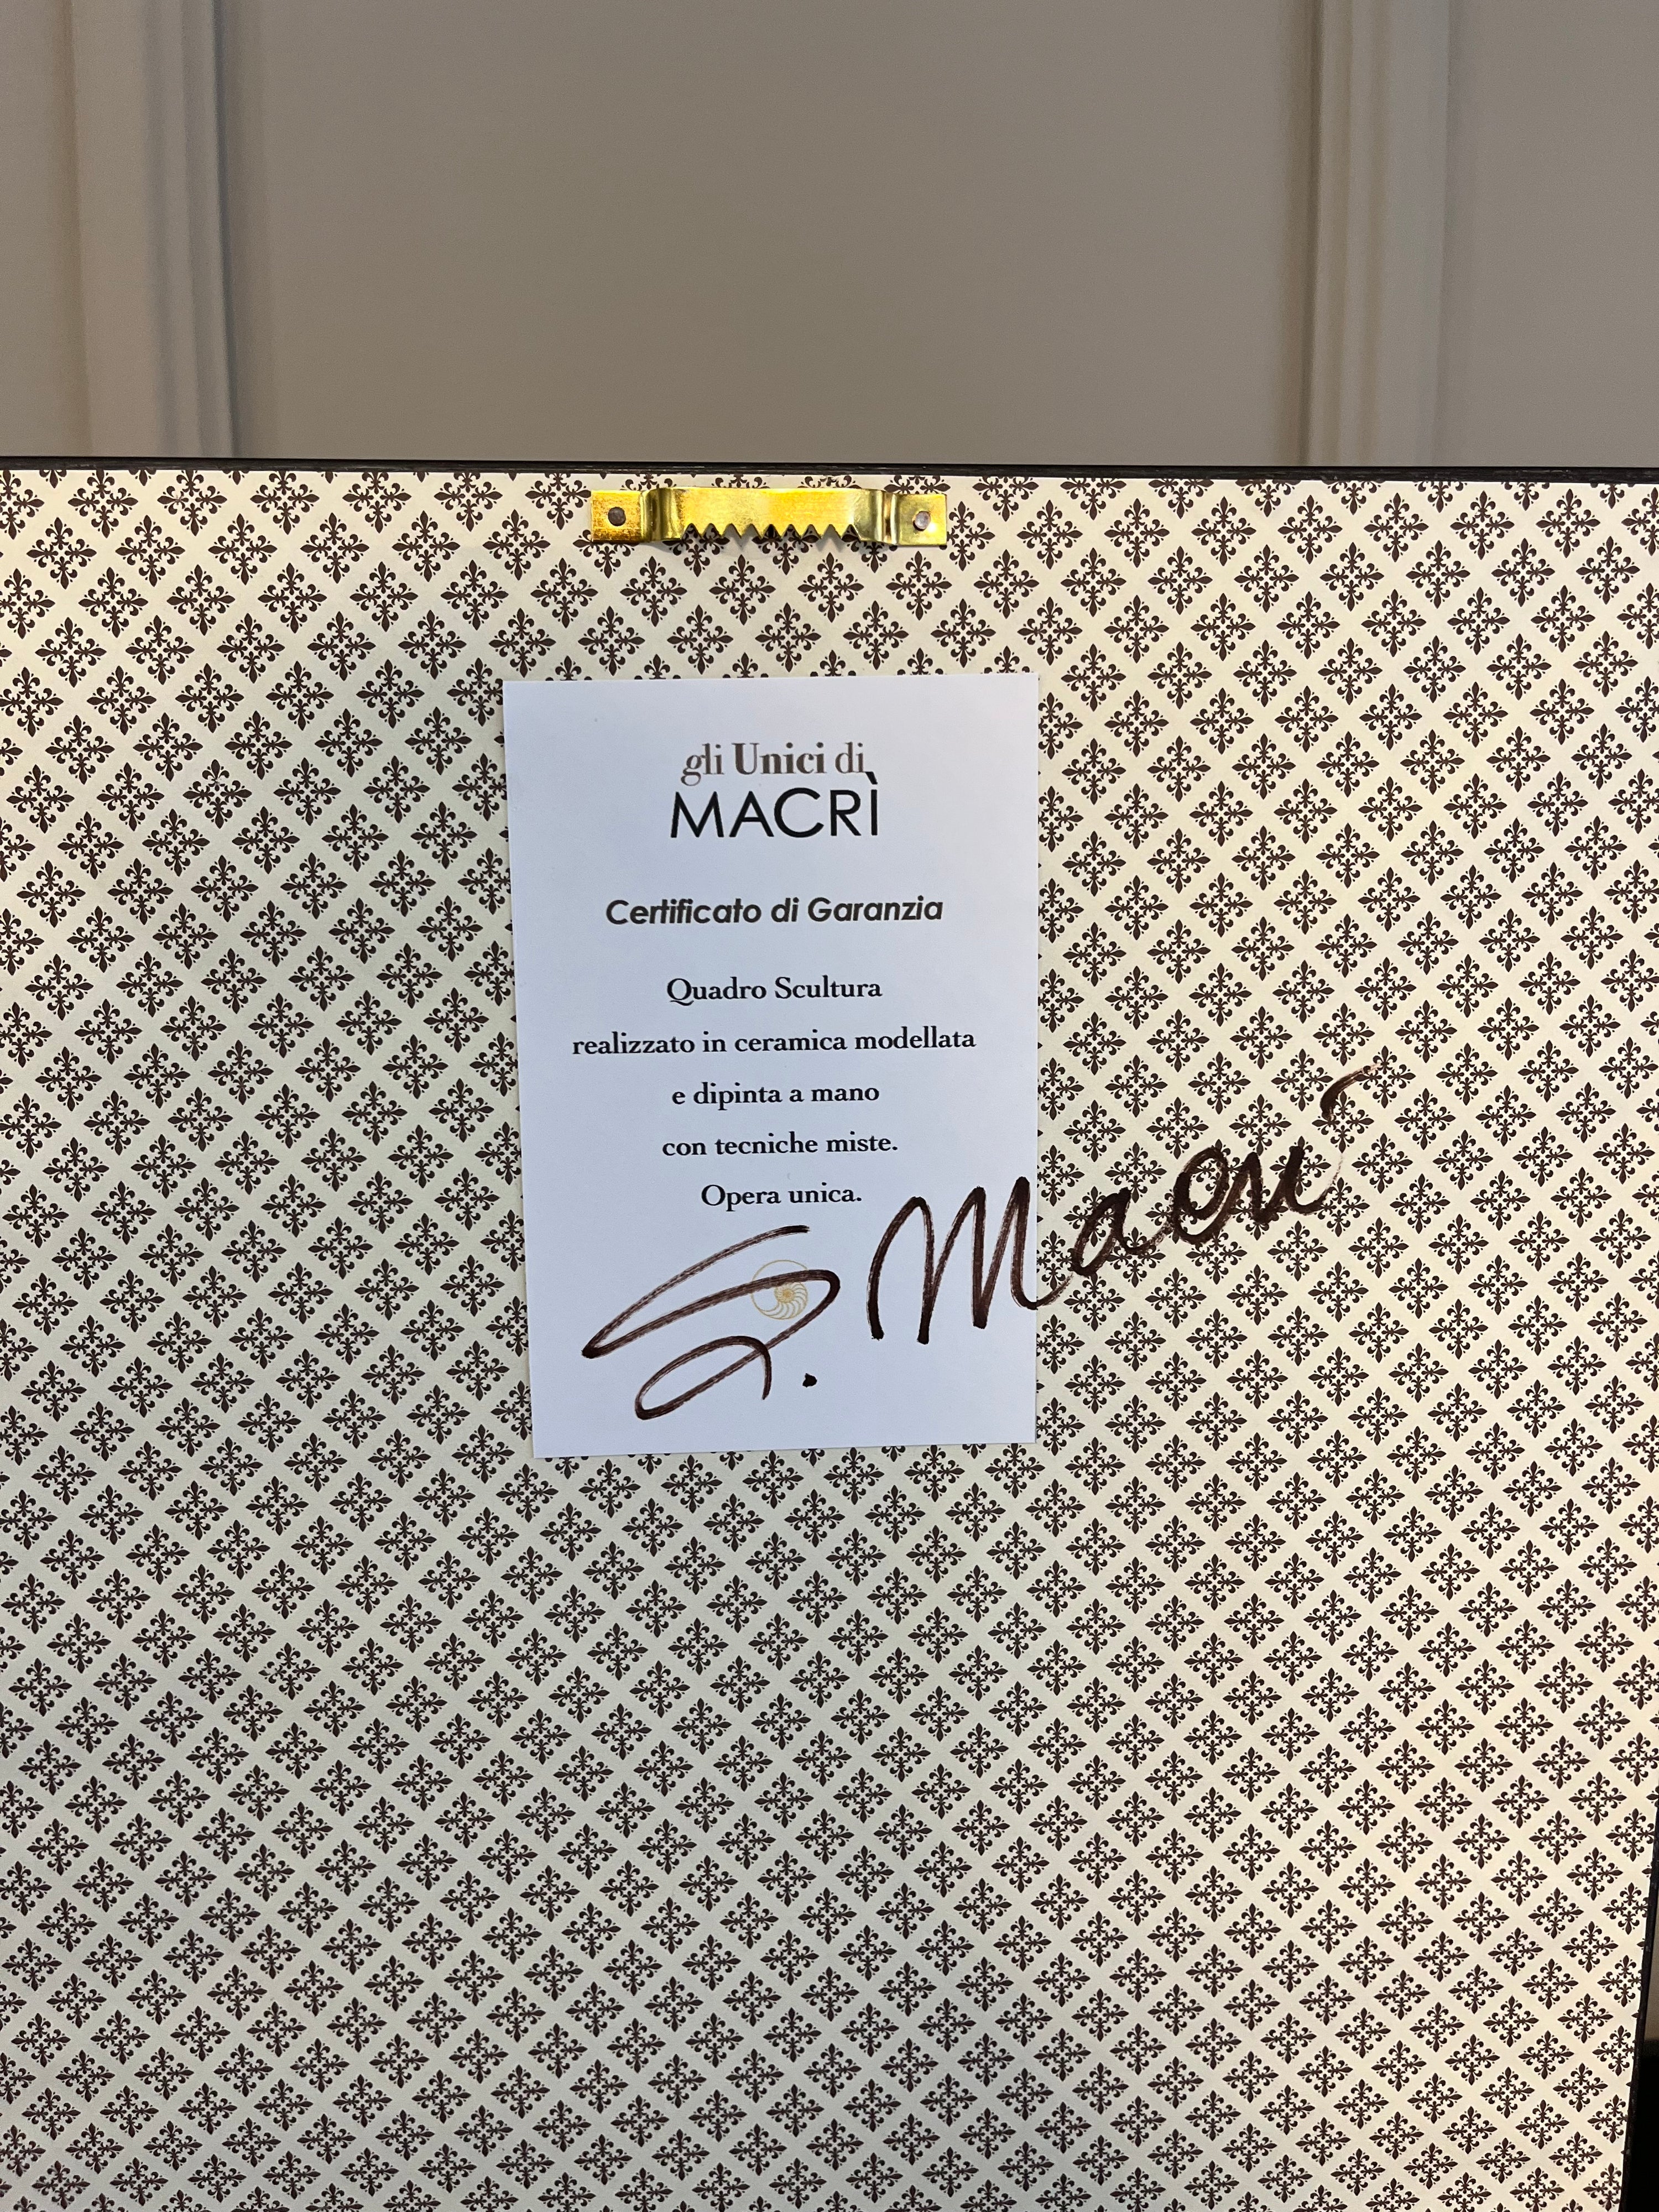 gli Unici di
MACRÌ
Certificato di Garanzia
Quadro Scultura
realizzato in ceramica modellata
e dipinta a mano
con tecniche miste.
Opera unica.
S. Macrì